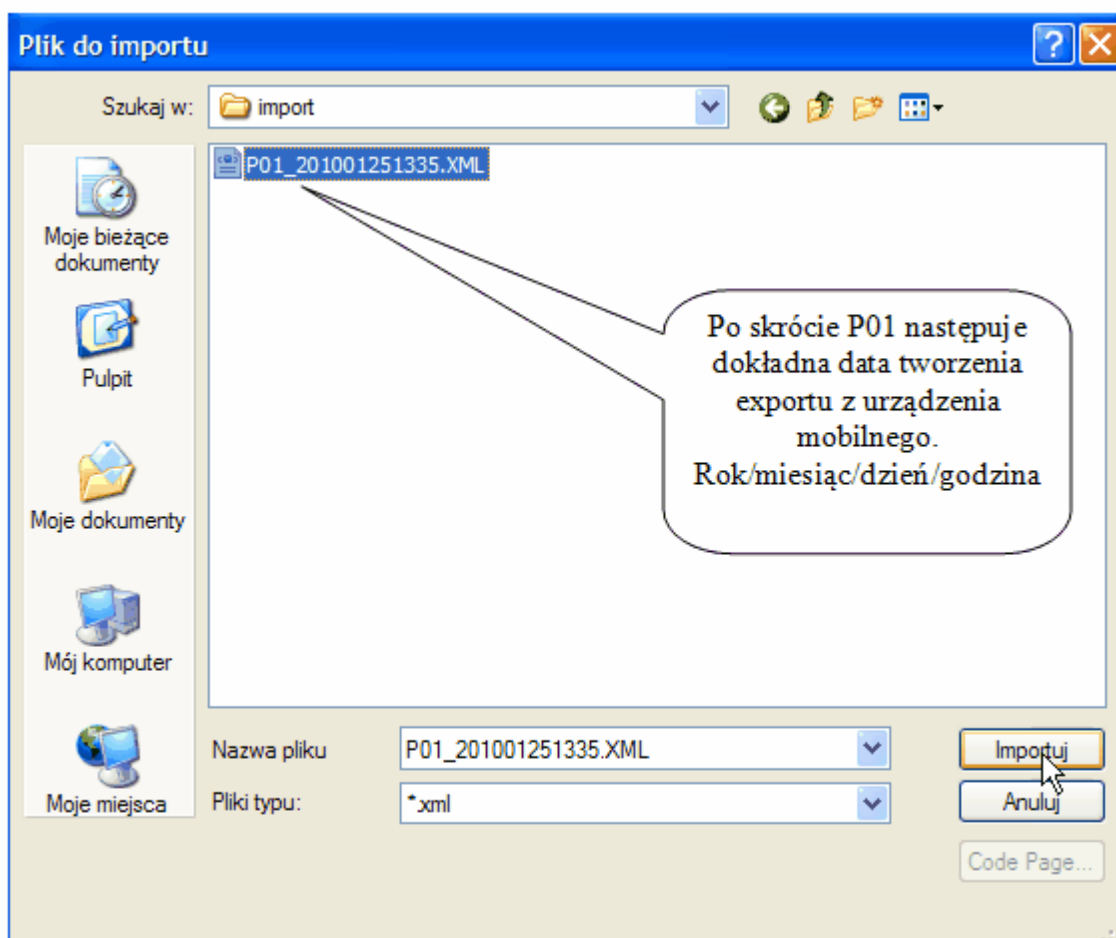 Plik do importu
Szukaj w:
import
P01_201001251335.XML
Moje bieżące
dokumenty
Pulpit
Moje dokumenty
Mój komputer
Moje miejsca
Po skrócie P01 następuje
dokładna data tworzenia
exportu z urządzenia
mobilnego.
Rok/miesiąc/dzień/godzina
Nazwa pliku
P01_201001251335.XML
Importuj
Pliki typu:
*.xml
Anuluj
Code Page...